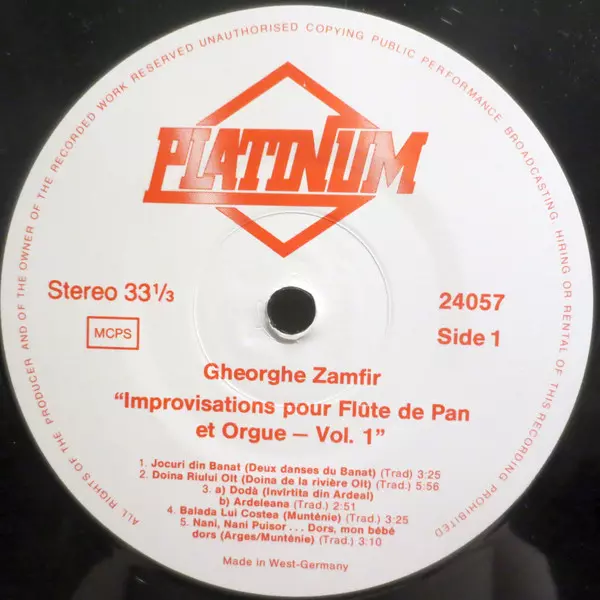 ALL RIGHTS OF THE PRODUCER AND OF THE OWNER OF THE RECORDED WORK RESERVED UNAUTHORISED COPYING PUBLIC PERFORMANCE BROADCASTING HIRING OR RENTAL OF THIS RECORDING PROHIBITED
PLATINUM
Stereo 33⅓
24057
MCPS
Side 1
Gheorghe Zamfir
"Improvisations pour Flûte de Pan
et Orgue – Vol. 1"
1. Jocuri din Banat (Deux danses du Banat) (Trad) 3:25
2. Doina Riului Olt (Doina de la rivière Olt) (Trad.) 5:56
3. a) Dodà (Invîrtita din Ardeal)
b) Ardeleana (Trad.) 2:51
4. Balada Lui Costea (Munténie) (Trad.) 3:25
5. Nani, Nani Puisor . . . Dors, mon bébé
dors (Arges/Munténie) (Trad.) 3:10
Made in West-Germany